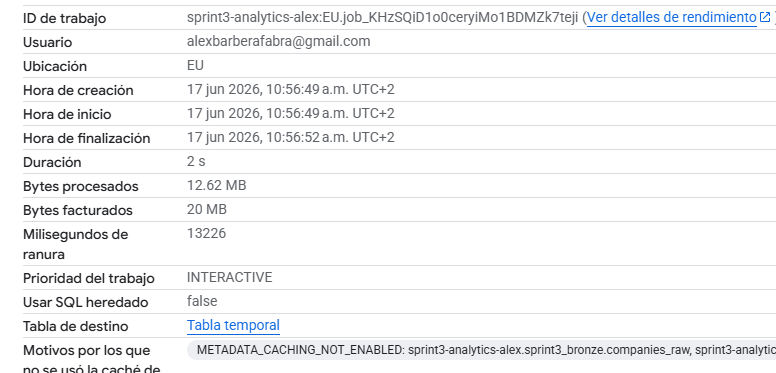 ID de trabajo sprint3-analytics-alex:EU.job_KHzSQiD1o0ceryiMo1BDMZk7teji (Ver detalles de rendimiento )
Usuario alexbarberafabra@gmail.com
Ubicación EU
Hora de creación 17 jun 2026, 10:56:49 a.m. UTC+2
Hora de inicio 17 jun 2026, 10:56:49 a.m. UTC+2
Hora de finalización 17 jun 2026, 10:56:52 a.m. UTC+2
Duración 2 s
Bytes procesados 12.62 MB
Bytes facturados 20 MB
Milisegundos de 13226
ranura
Prioridad del trabajo INTERACTIVE
Usar SQL heredado false
Tabla de destino Tabla temporal
Motivos por los que METADATA_CACHING_NOT_ENABLED: sprint3-analytics-alex.sprint3_bronze.companies_raw, sprint3-analytic
no se usó la caché de